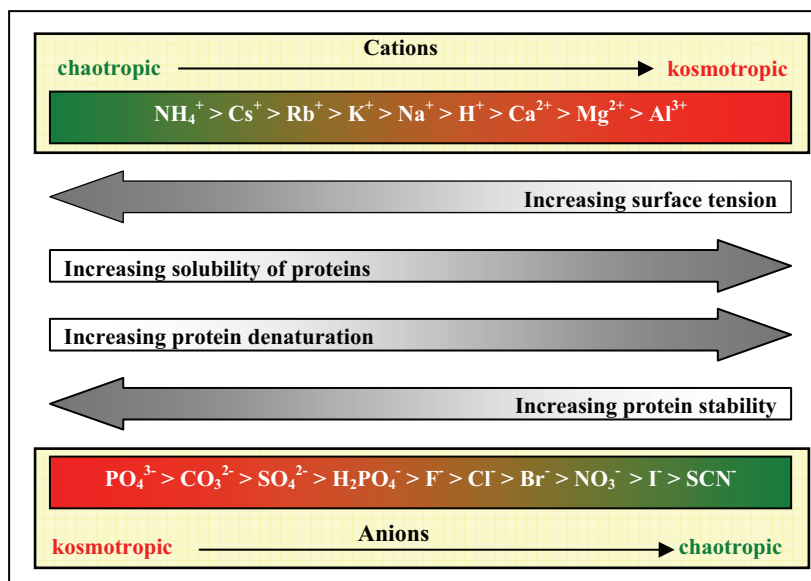 Cations
chaotropic kosmotropic
NH₄⁺ > Cs⁺ > Rb⁺ > K⁺ > Na⁺ > H⁺ > Ca²⁺ > Mg²⁺ > Al³⁺
Increasing surface tension
Increasing solubility of proteins
Increasing protein denaturation
Increasing protein stability
PO₄³⁻ > CO₃²⁻ > SO₄²⁻ > H₂PO₄⁻ > F⁻ > Cl⁻ > Br⁻ > NO₃⁻ > I⁻ > SCN⁻
Anions
kosmotropic chaotropic